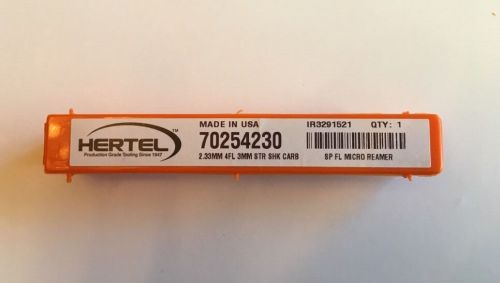 HERTEL™
Production Grade Tooling Since 1947
MADE IN USA
70254230
2.33MM 4FL 3MM STR SHK CARB
IR3291521 QTY: 1
SP FL MICRO REAMER